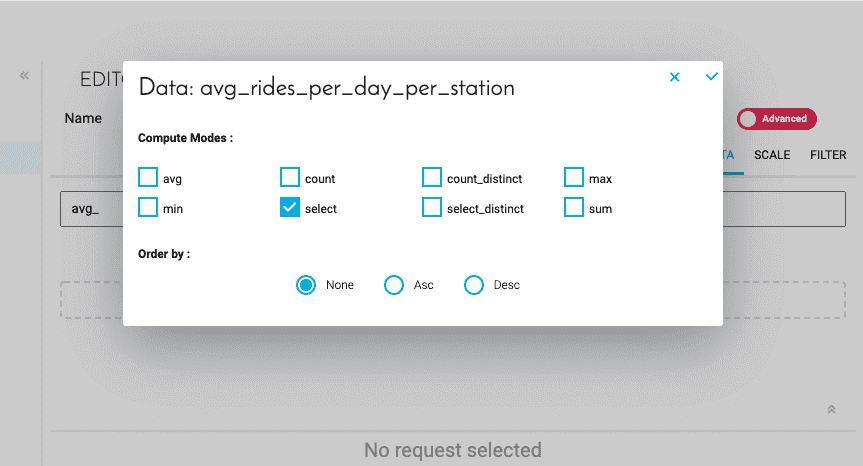 EDITO
Data: avg_rides_per_day_per_station
Name
Advanced
Compute Modes :
TA SCALE FILTER
avg count count_distinct max
avg_
min select select_distinct sum
Order by :
None Asc Desc
No request selected